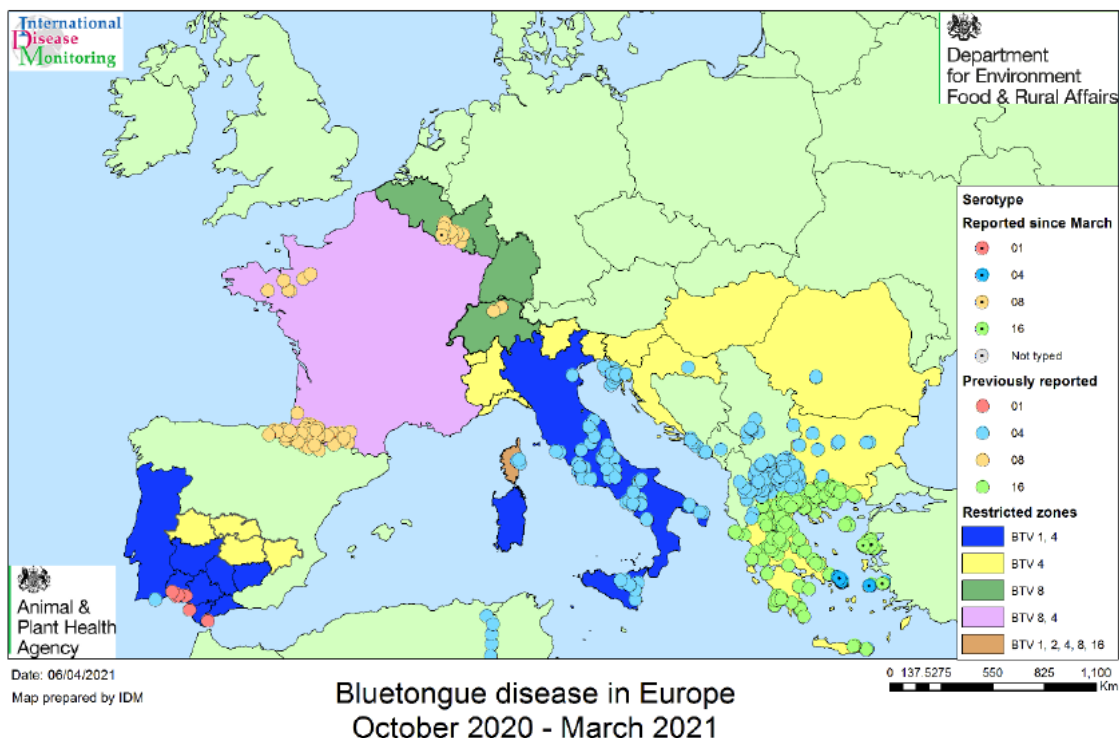 International
Disease
Monitoring
Department
for Environment
Food & Rural Affairs
Serotype
Reported since March
01
04
08
16
Not typed
Previously reported
01
04
08
16
Restricted zones
BTV 1, 4
BTV 4
BTV 8
BTV 8, 4
BTV 1, 2, 4, 8, 16
Animal &
Plant Health
Agency
Date: 06/04/2021
Map prepared by IDM
0 137.5275 550 825 1,100
Km
Bluetongue disease in Europe
October 2020 - March 2021